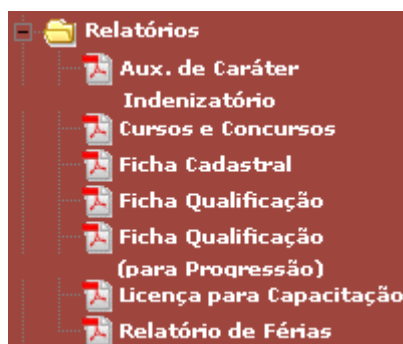 Relatórios
Aux. de Caráter
Indenizatório
Cursos e Concursos
Ficha Cadastral
Ficha Qualificação
Ficha Qualificação
(para Progressão)
Licença para Capacitação
Relatório de Férias